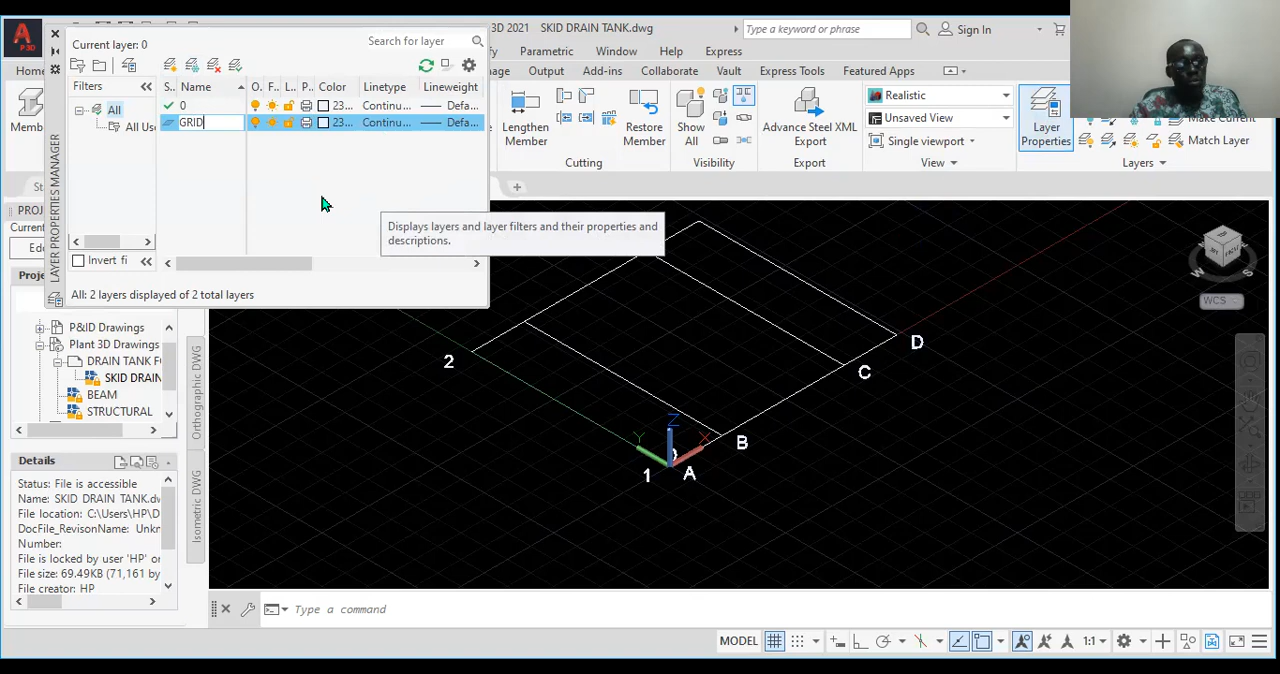 A
P3D
3D 2021 SKID DRAIN TANK.dwg
Type a keyword or phrase
Sign In
Parametric
Window
Help
Express
Home
Output
Add-ins
Collaborate
Vault
Express Tools
Featured Apps
Current layer: 0
Search for layer
Filters
S..
Name
O.
F..
L..
P..
Color
Linetype
Lineweight
All
0
23...
Continu...
Defa...
All Us
GRID
23...
Continu...
Defa...
Invert fi
All: 2 layers displayed of 2 total layers
LAYER PROPERTIES MANAGER
Displays layers and layer filters and their properties and
descriptions.
Lengthen
Member
Restore
Member
Cutting
Show
All
Visibility
Advance Steel XML
Export
Export
Realistic
Unsaved View
Single viewport
View
Layer
Properties
Make Current
Match Layer
Layers
P&ID Drawings
Plant 3D Drawings
DRAIN TANK F
SKID DRAIN
BEAM
STRUCTURAL
Orthographic DWG
Isometric DWG
Details
Status: File is accessible
Name: SKID DRAIN TANK.dw
File location: C:\Users\HP\D
DocFile_RevisonName: Unkn
Number:
File is locked by user 'HP' or
File size: 69.49KB (71,161 by
File creator: HP
2
1
A
B
C
D
X
Y
Z
W
S
WCS
Type a command
MODEL
1:1